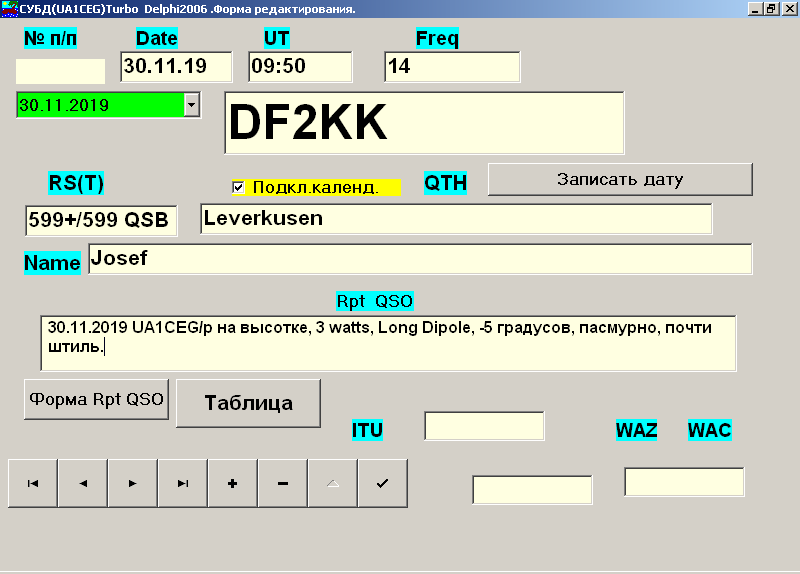 СУБД(UA1CEG)Turbo Delphi2006 .Форма редактирования.
№ п/п Date UT Freq
30.11.19 09:50 14
30.11.2019
DF2KK
RS(T) Подкл.календ. QTH Записать дату
599+/599 QSB Leverkusen
Name Josef
Rpt QSO
30.11.2019 UA1CEG/p на высотке, 3 watts, Long Dipole, -5 градусов, пасмурно, почти
штиль.
Форма Rpt QSO Таблица
ITU WAZ WAC